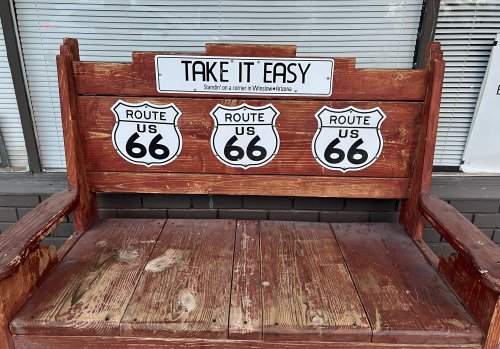 TAKE IT EASY
Standin' on a corner in Winslow•Arizona
ROUTE
US
66
ROUTE
US
66
ROUTE
US
66